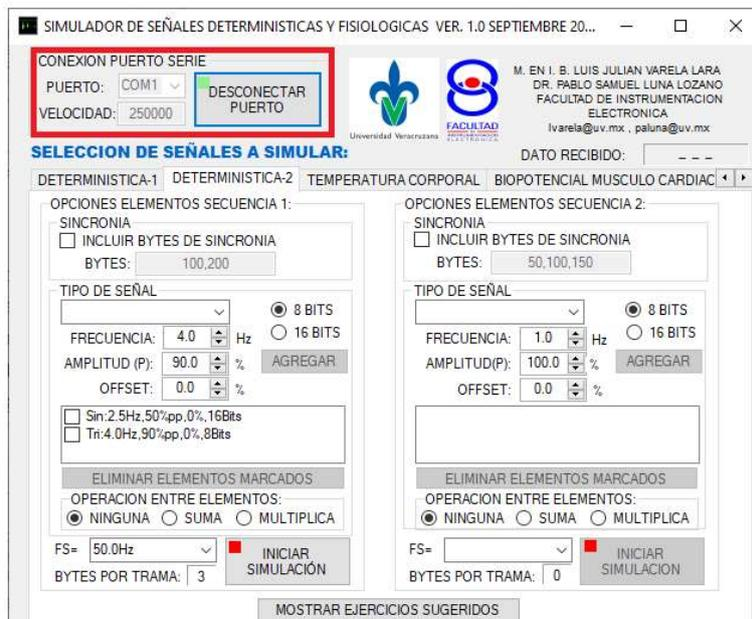 SIMULADOR DE SEÑALES DETERMINISTICAS Y FISIOLOGICAS VER. 1.0 SEPTIEMBRE 20...
CONEXION PUERTO SERIE
PUERTO: COM1
DESCONECTAR PUERTO
VELOCIDAD: 250000
Universidad Veracruzana
FACULTAD
M. EN I. B. LUIS JULIAN VARELA LARA
DR. PABLO SAMUEL LUNA LOZANO
FACULTAD DE INSTRUMENTACION
ELECTRONICA
lvarela@uv.mx , paluna@uv.mx
SELECCION DE SEÑALES A SIMULAR:
DATO RECIBIDO: _ _ _
DETERMINISTICA-1 DETERMINISTICA-2 TEMPERATURA CORPORAL BIOPOTENCIAL MUSCULO CARDIAC
OPCIONES ELEMENTOS SECUENCIA 1:
SINCRONIA
INCLUIR BYTES DE SINCRONIA
BYTES: 100,200
TIPO DE SEÑAL
8 BITS
FRECUENCIA: 4.0 Hz 16 BITS
AMPLITUD (P): 90.0 % AGREGAR
OFFSET: 0.0 %
Sin:2.5Hz,50%pp,0%,16Bits
Tri:4.0Hz,90%pp,0%,8Bits
ELIMINAR ELEMENTOS MARCADOS
OPERACION ENTRE ELEMENTOS:
NINGUNA SUMA MULTIPLICA
FS= 50.0Hz
BYTES POR TRAMA: 3
INICIAR
SIMULACIÓN
OPCIONES ELEMENTOS SECUENCIA 2:
SINCRONIA
INCLUIR BYTES DE SINCRONIA
BYTES: 50,100,150
TIPO DE SEÑAL
8 BITS
FRECUENCIA: 1.0 Hz 16 BITS
AMPLITUD(P): 100.0 % AGREGAR
OFFSET: 0.0 %
ELIMINAR ELEMENTOS MARCADOS
OPERACION ENTRE ELEMENTOS:
NINGUNA SUMA MULTIPLICA
FS=
BYTES POR TRAMA: 0
INICIAR
SIMULACION
MOSTRAR EJERCICIOS SUGERIDOS